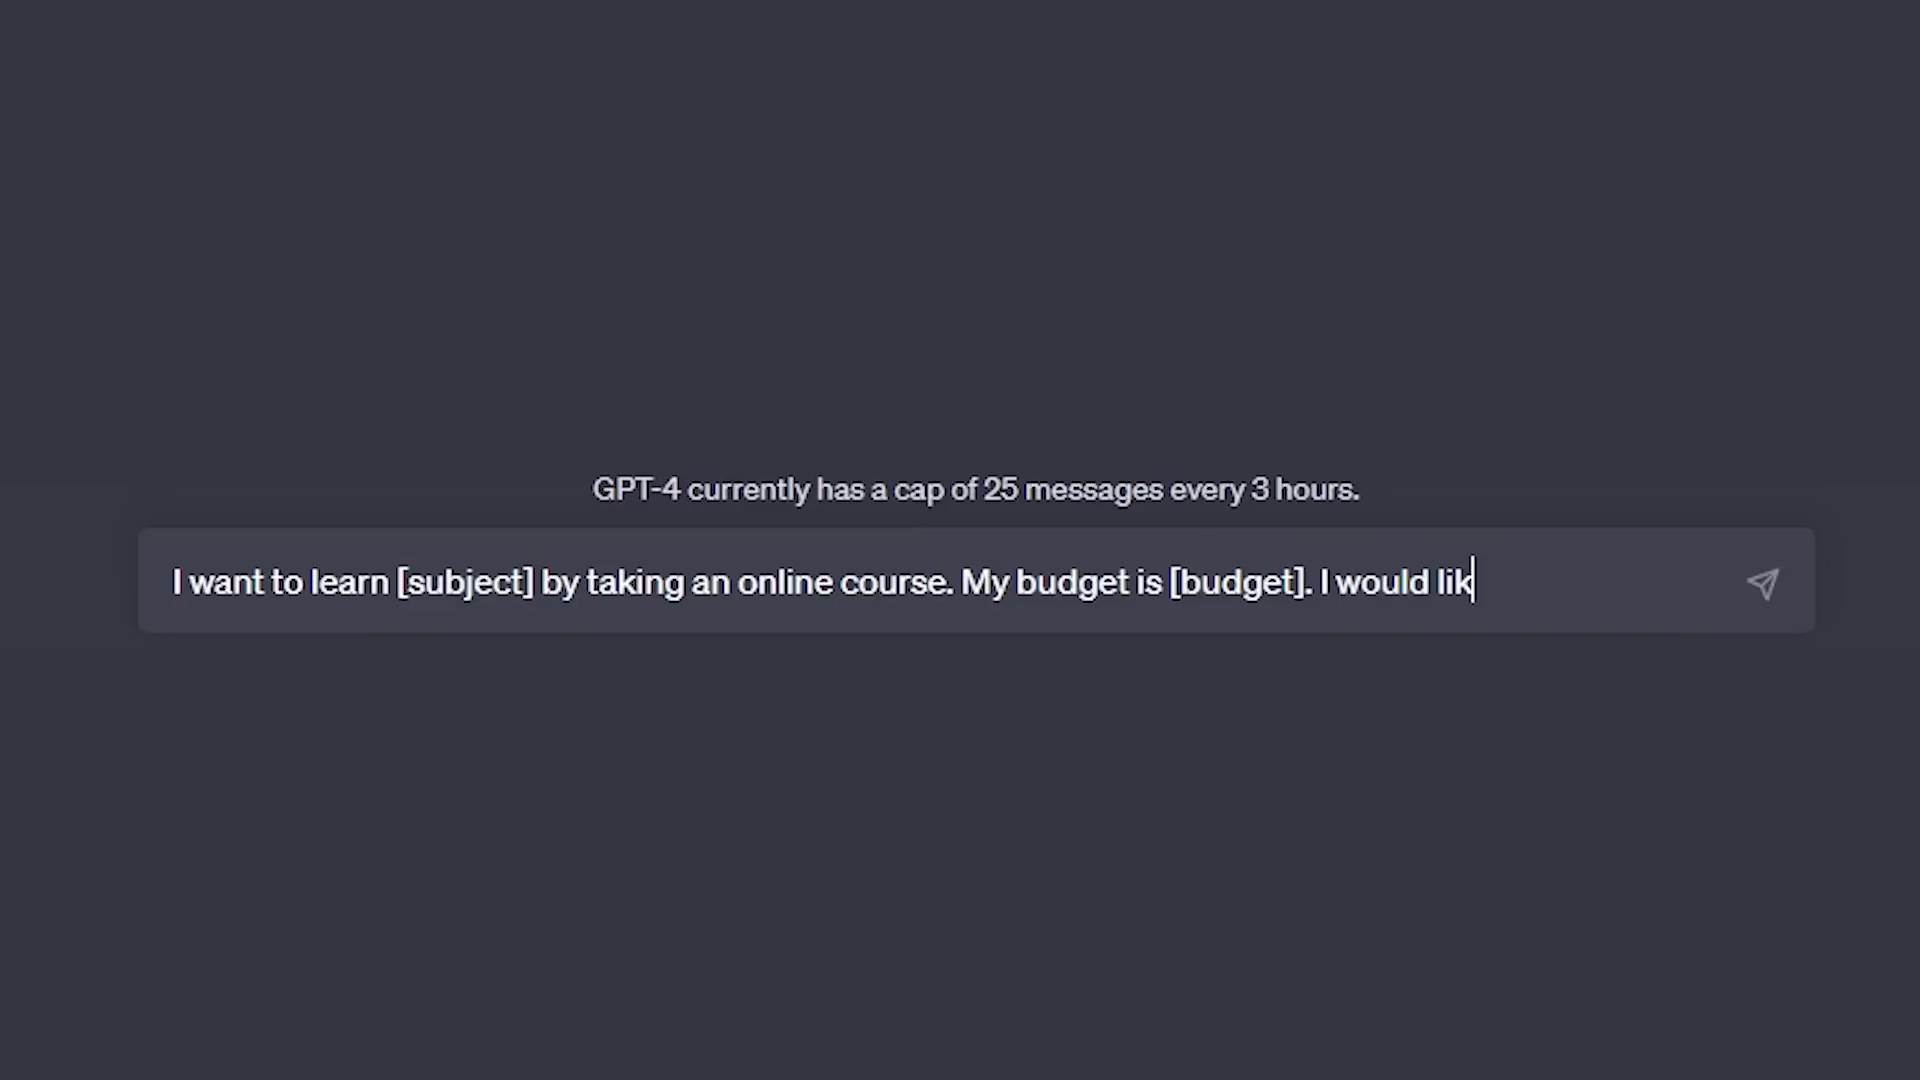 GPT-4 currently has a cap of 25 messages every 3 hours.
I want to learn [subject] by taking an online course. My budget is [budget]. I would lik